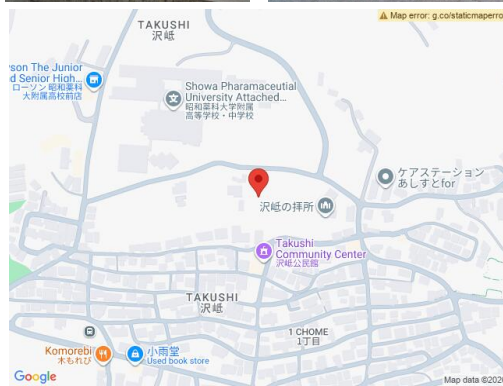 Map error: g.co/staticmaperro
TAKUSHI
沢岻
son The Junior
d Senior High...
ローソン 昭和薬科
大附属高校前店
Showa Pharamaceutial
University Attached...
昭和薬科大学附属
高等学校・中学校
ケアステーション
あしすとfor
沢岻の拝所
Takushi
Community Center
沢岻公民館
TAKUSHI
沢岻
1 CHOME
1丁目
Komorebi
木もれび
小雨堂
Used book store
Google
Map data ©202